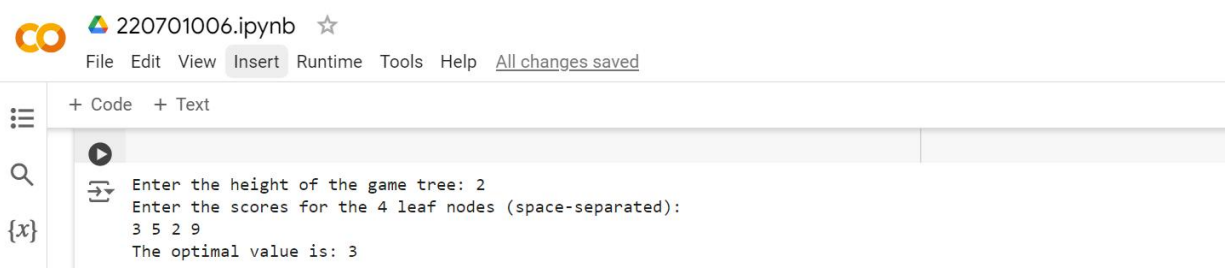 220701006.ipynb
File Edit View Insert Runtime Tools Help All changes saved
+ Code + Text
Enter the height of the game tree: 2
Enter the scores for the 4 leaf nodes (space-separated):
3 5 2 9
{x}
The optimal value is: 3